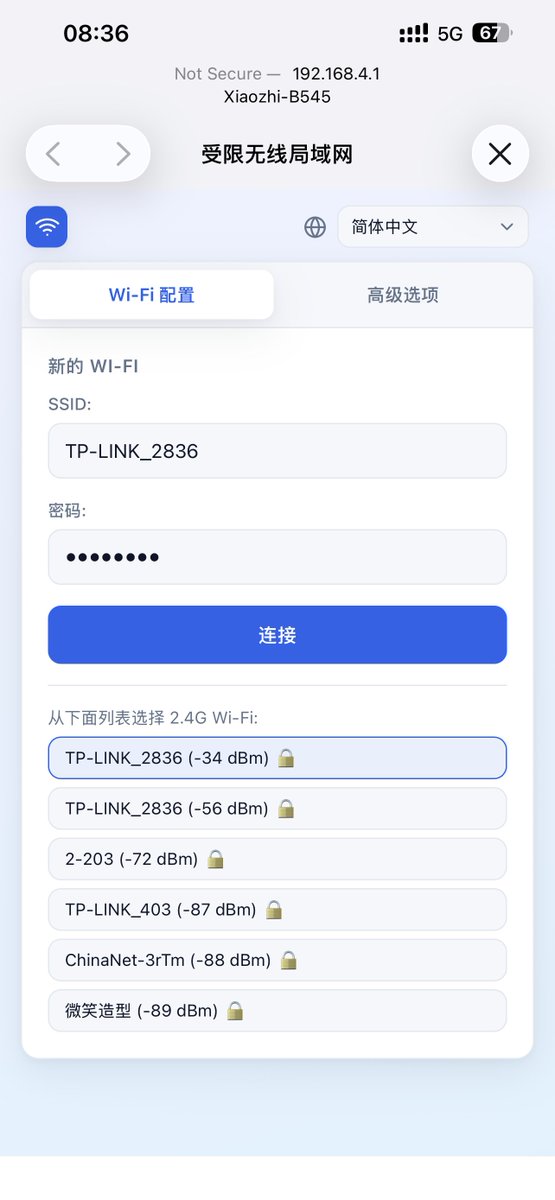 08:36
5G
67
Not Secure — 192.168.4.1
Xiaozhi-B545
受限无线局域网
简体中文
Wi-Fi 配置
高级选项
新的 WI-FI
SSID:
TP-LINK_2836
密码:
••••••••
连接
从下面列表选择 2.4G Wi-Fi:
TP-LINK_2836 (-34 dBm) 🔒
TP-LINK_2836 (-56 dBm) 🔒
2-203 (-72 dBm) 🔒
TP-LINK_403 (-87 dBm) 🔒
ChinaNet-3rTm (-88 dBm) 🔒
微笑造型 (-89 dBm) 🔒